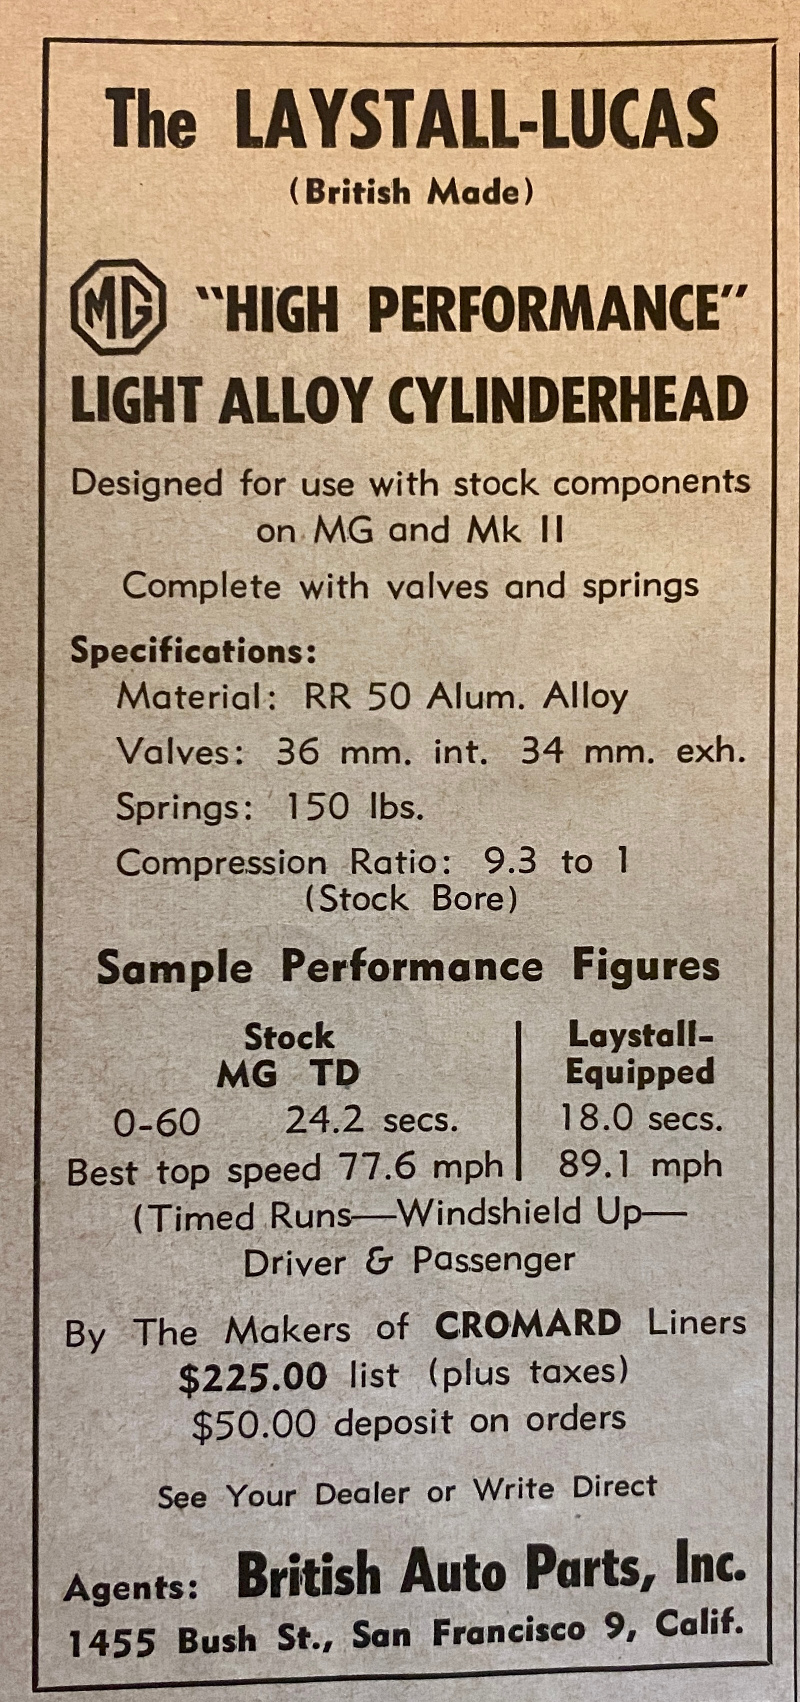 The LAYSTALL-LUCAS
(British Made)
MG "HIGH PERFORMANCE"
LIGHT ALLOY CYLINDERHEAD
Designed for use with stock components
on MG and Mk II
Complete with valves and springs
Specifications:
Material: RR 50 Alum. Alloy
Valves: 36 mm. int. 34 mm. exh.
Springs: 150 lbs.
Compression Ratio: 9.3 to 1
(Stock Bore)
Sample Performance Figures
Stock Laystall-
MG TD Equipped
0-60 24.2 secs. 18.0 secs.
Best top speed 77.6 mph 89.1 mph
(Timed Runs—Windshield Up—
Driver & Passenger
By The Makers of CROMARD Liners
$225.00 list (plus taxes)
$50.00 deposit on orders
See Your Dealer or Write Direct
Agents: British Auto Parts, Inc.
1455 Bush St., San Francisco 9, Calif.